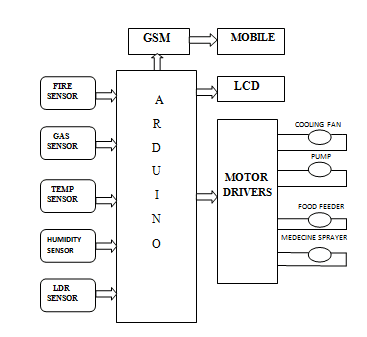 GSM
MOBILE
FIRE
SENSOR
GAS
SENSOR
TEMP
SENSOR
HUMIDITY
SENSOR
LDR
SENSOR
A
R
D
U
I
N
O
LCD
MOTOR
DRIVERS
COOLING FAN
PUMP
FOOD FEEDER
MEDECINE SPRAYER